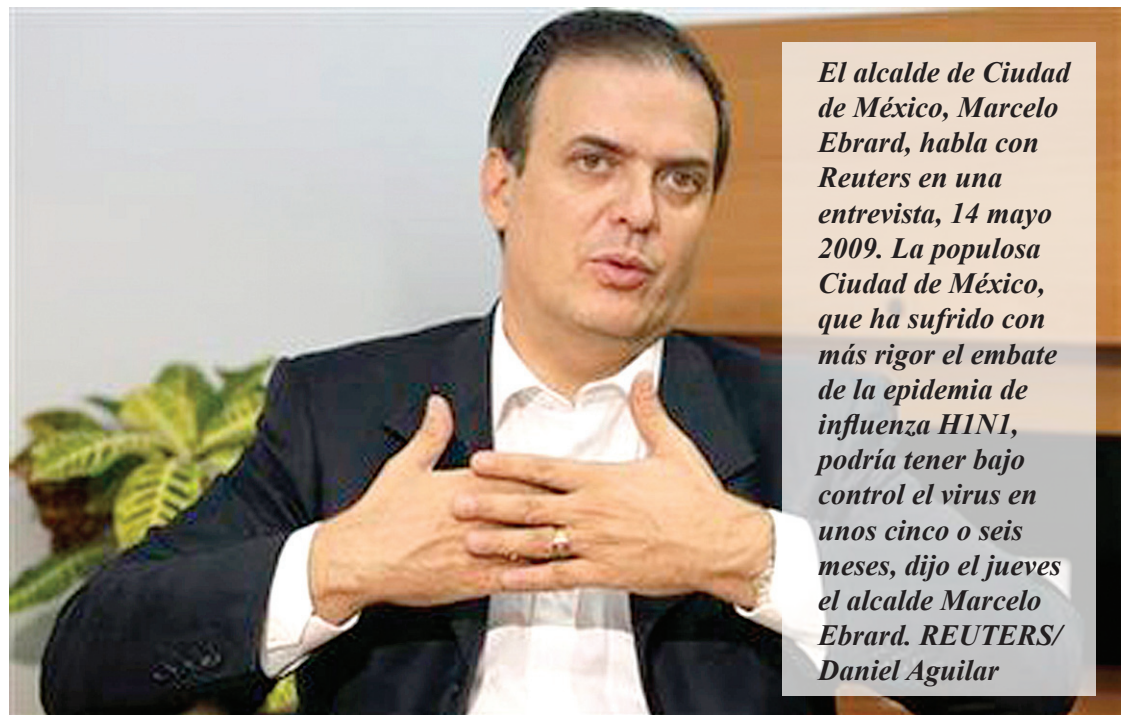 El alcalde de Ciudad
de México, Marcelo
Ebrard, habla con
Reuters en una
entrevista, 14 mayo
2009. La populosa
Ciudad de México,
que ha sufrido con
más rigor el embate
de la epidemia de
influenza H1N1,
podría tener bajo
control el virus en
unos cinco o seis
meses, dijo el jueves
el alcalde Marcelo
Ebrard. REUTERS/
Daniel Aguilar